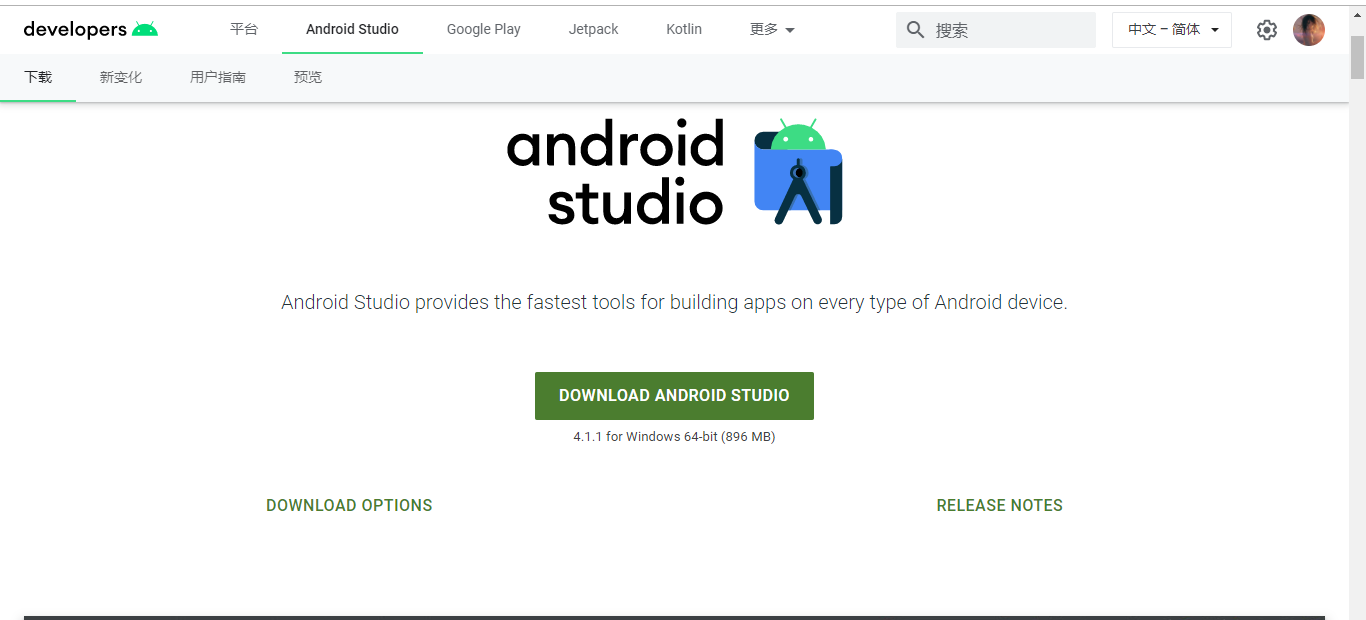 developers 平台 Android Studio Google Play Jetpack Kotlin 更多 搜索 中文 – 简体
下载 新变化 用户指南 预览
android
studio
Android Studio provides the fastest tools for building apps on every type of Android device.
DOWNLOAD ANDROID STUDIO
4.1.1 for Windows 64-bit (896 MB)
DOWNLOAD OPTIONS RELEASE NOTES